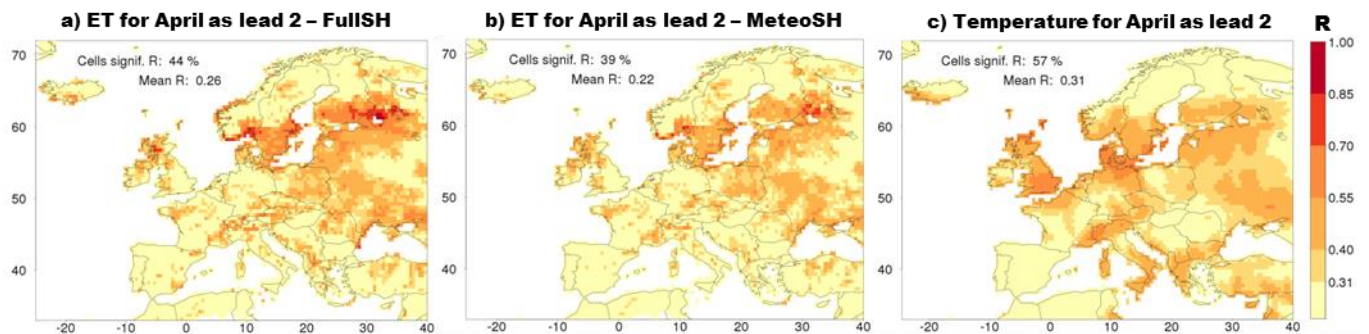 a) ET for April as lead 2 – FullSH
b) ET for April as lead 2 – MeteoSH
c) Temperature for April as lead 2
R
Cells signif. R: 44 %
Mean R: 0.26
Cells signif. R: 39 %
Mean R: 0.22
Cells signif. R: 57 %
Mean R: 0.31
70
60
50
40
-20 -10 0 10 20 30 40
70
60
50
40
-20 -10 0 10 20 30 40
70
60
50
40
-20 -10 0 10 20 30 40
1.00
0.85
0.70
0.55
0.40
0.31